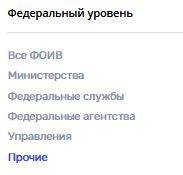 Федеральный уровень
Все ФОИВ
Министерства
Федеральные службы
Федеральные агентства
Управления
Прочие